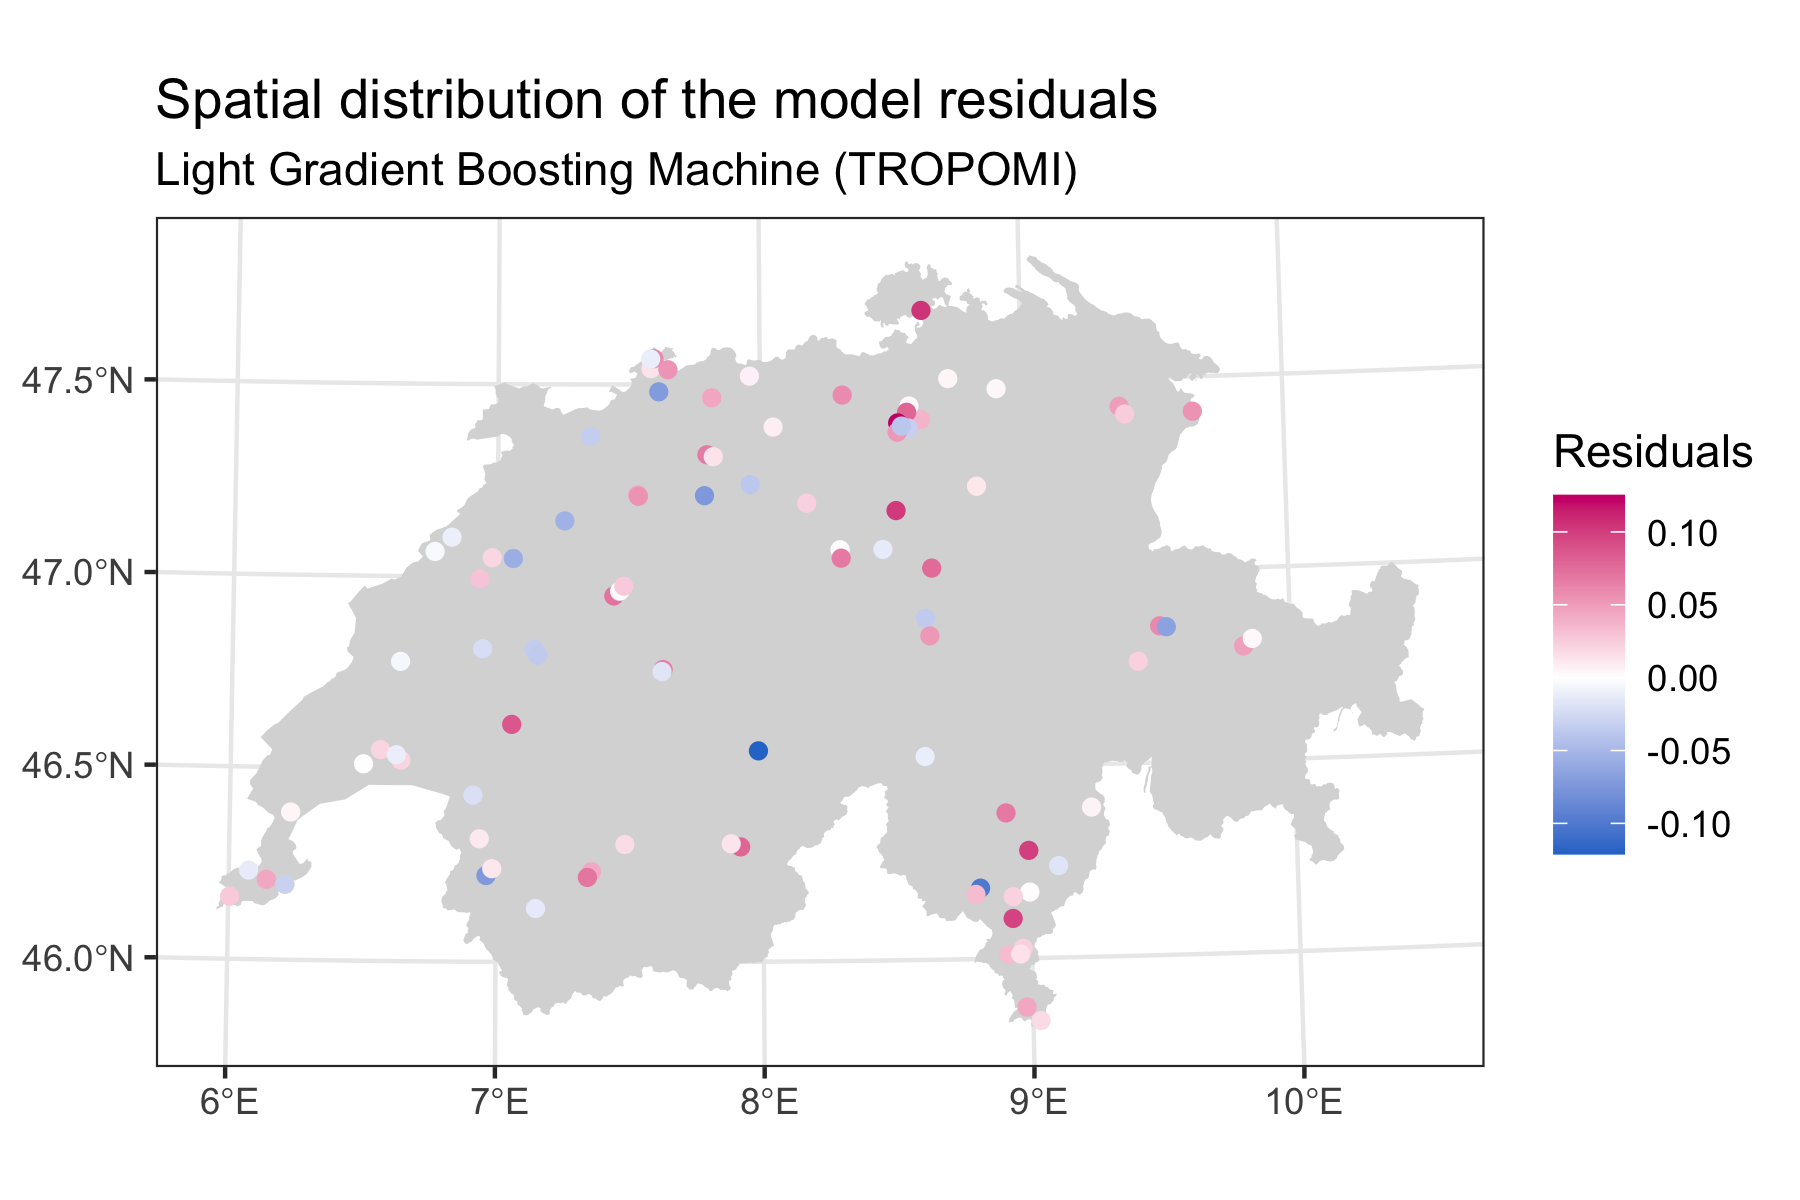 Spatial distribution of the model residuals
Light Gradient Boosting Machine (TROPOMI)
47.5°N
47.0°N
46.5°N
46.0°N
6°E
7°E
8°E
9°E
10°E
Residuals
0.10
0.05
0.00
-0.05
-0.10